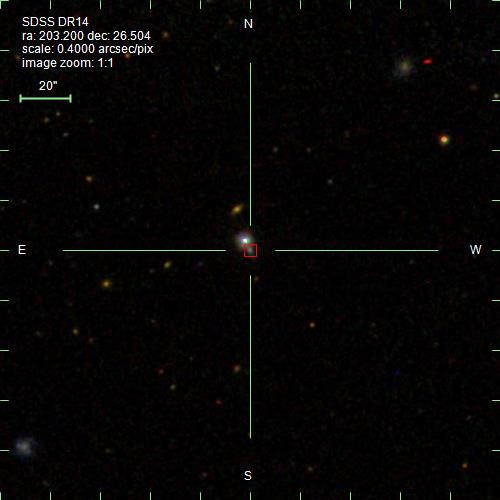 SDSS DR14
ra: 203.200 dec: 26.504
scale: 0.4000 arcsec/pix
image zoom: 1:1
20"
N
E
W
S